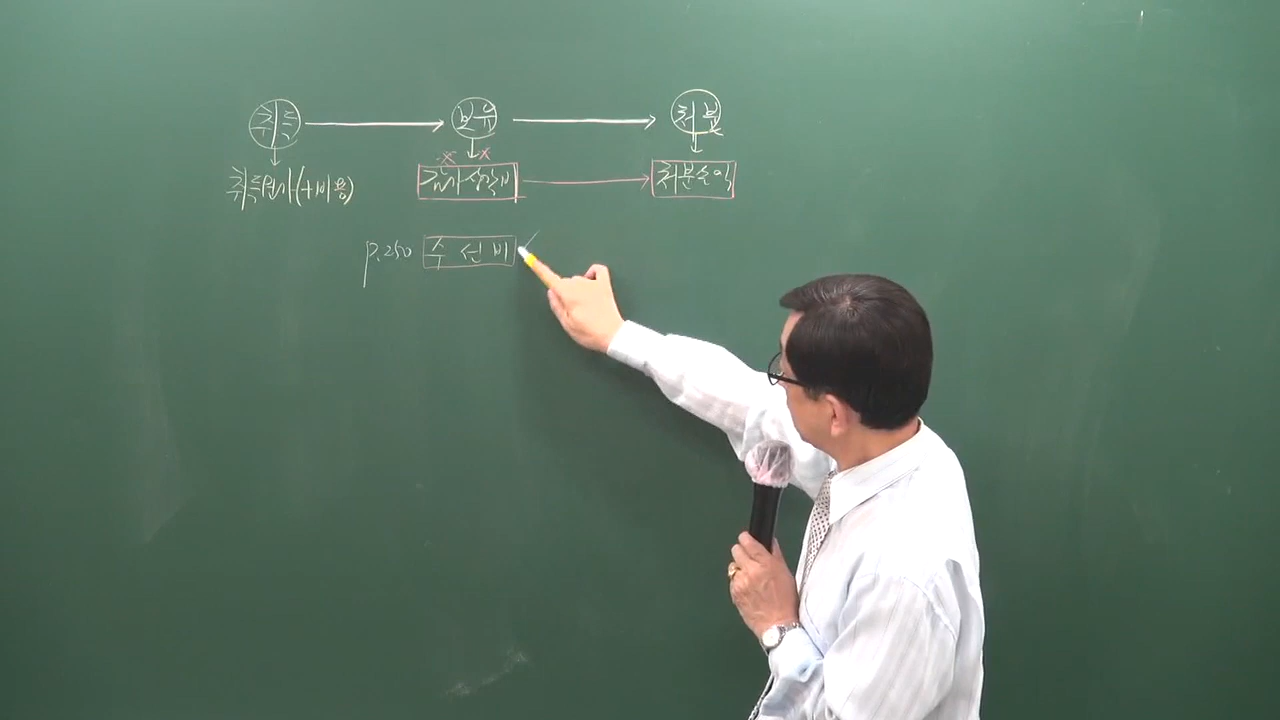 취득 → 보유 → 처분
취득원가(+비용) 감가상각비 → 처분손익
p.250 수선비